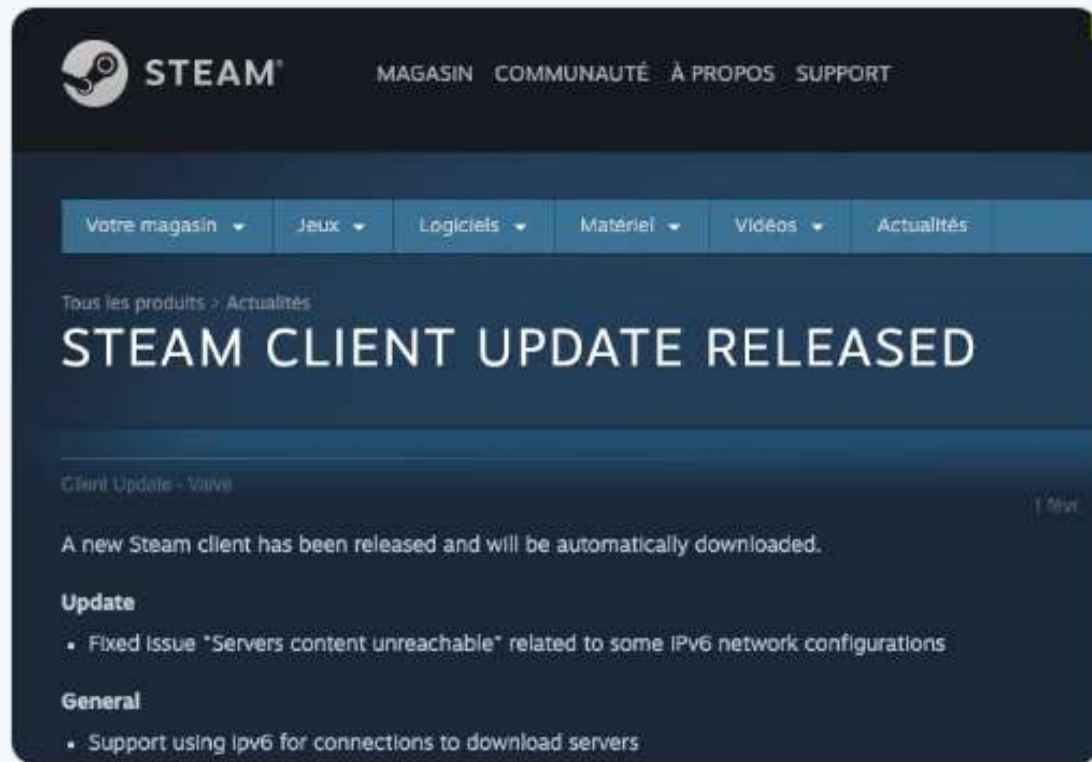 STEAM®
MAGASIN COMMUNAUTÉ À PROPOS SUPPORT
Votre magasin Jeux Logiciels Matériel Vidéos Actualités
Tous les produits > Actualités
STEAM CLIENT UPDATE RELEASED
Client Update - Valve
1 févr.
A new Steam client has been released and will be automatically downloaded.
Update
• Fixed issue "Servers content unreachable" related to some IPv6 network configurations
General
• Support using ipv6 for connections to download servers